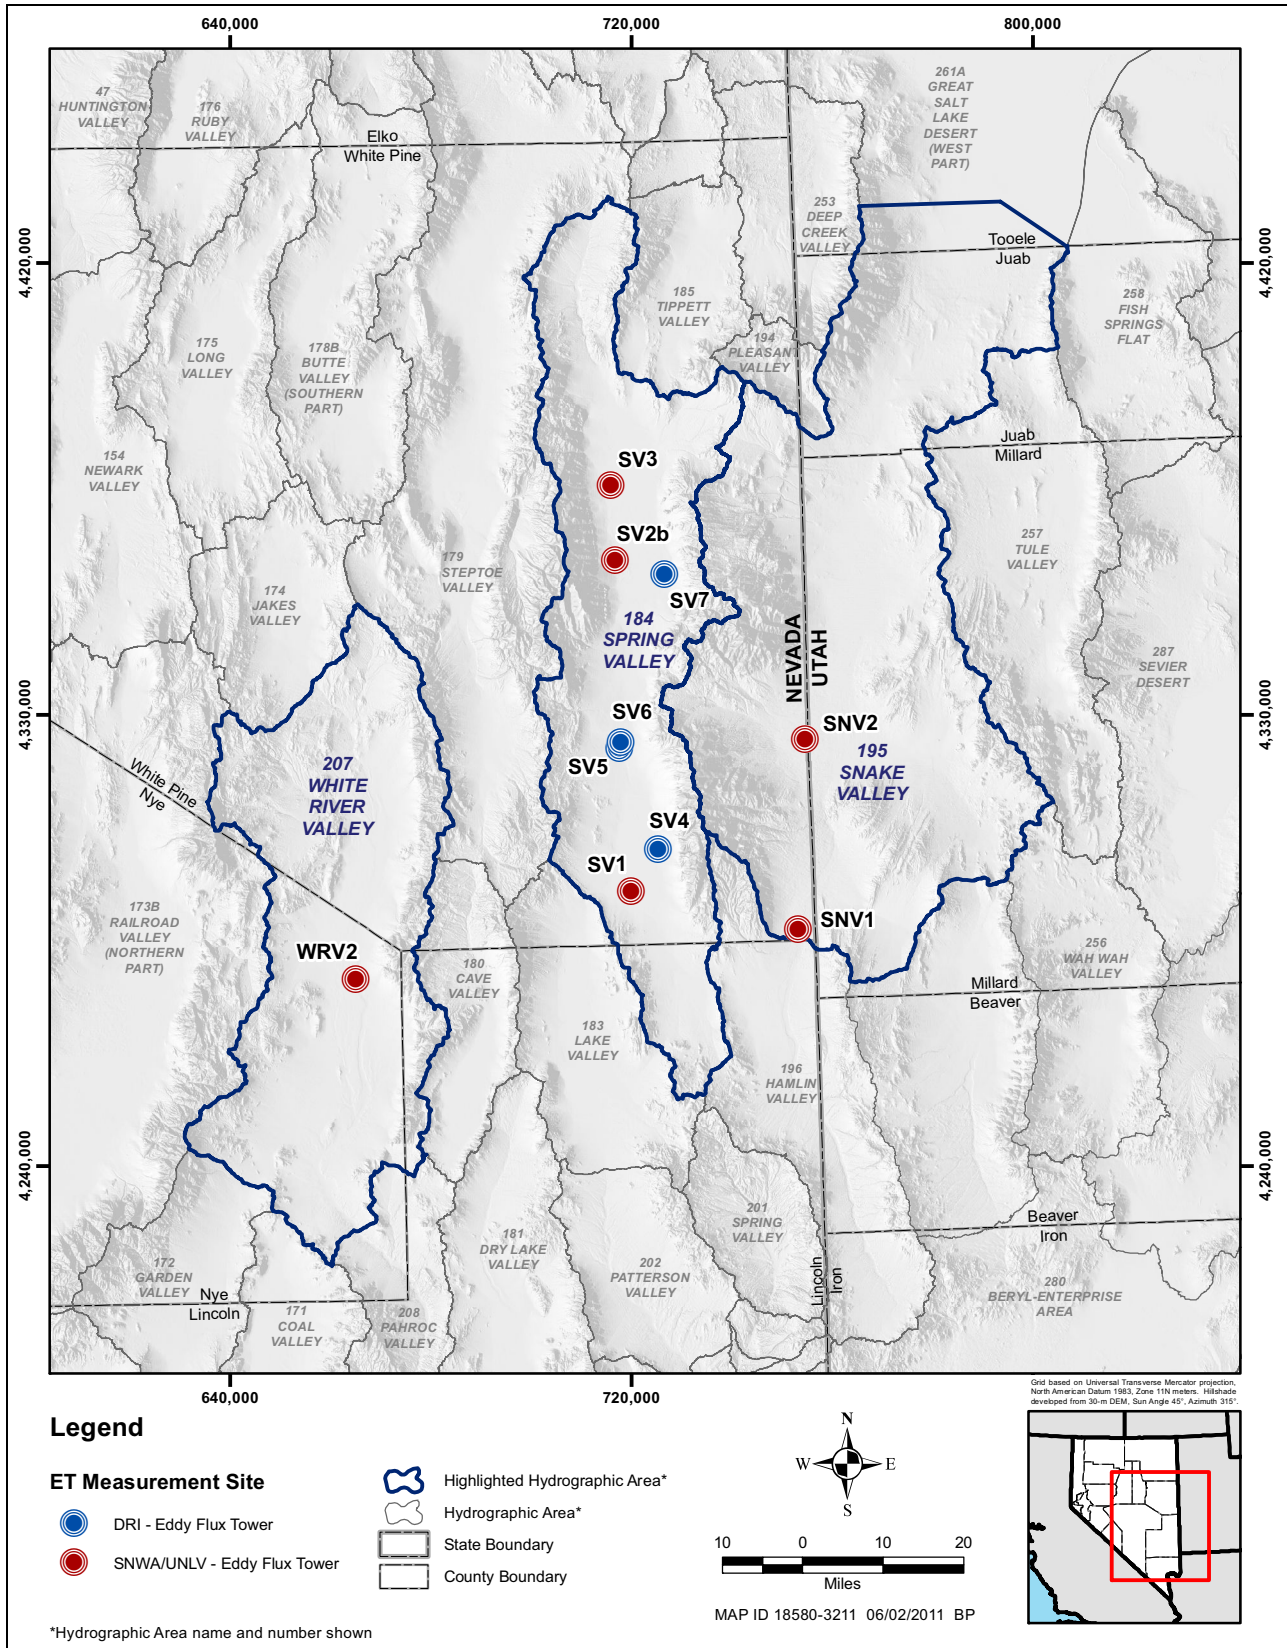 640,000
720,000
800,000
47
HUNTINGTON
VALLEY
176
RUBY
VALLEY
Elko
White Pine
261A
GREAT
SALT
LAKE
DESERT
(WEST
PART)
253
DEEP
CREEK
VALLEY
Tooele
Juab
4,420,000
4,420,000
185
TIPPETT
VALLEY
258
FISH
SPRINGS
FLAT
175
LONG
VALLEY
178B
BUTTE
VALLEY
(SOUTHERN
PART)
194
PLEASANT
VALLEY
Juab
Millard
154
NEWARK
VALLEY
SV3
SV2b
SV7
179
STEPTOE
VALLEY
257
TULE
VALLEY
174
JAKES
VALLEY
184
SPRING
VALLEY
NEVADA
UTAH
287
SEVIER
DESERT
4,330,000
4,330,000
SV6
SV5
SNV2
195
SNAKE
VALLEY
White Pine
Nye
207
WHITE
RIVER
VALLEY
SV4
SV1
173B
RAILROAD
VALLEY
(NORTHERN
PART)
SNV1
WRV2
180
CAVE
VALLEY
256
WAH WAH
VALLEY
Millard
Beaver
183
LAKE
VALLEY
196
HAMLIN
VALLEY
4,240,000
4,240,000
201
SPRING
VALLEY
Beaver
Iron
181
DRY LAKE
VALLEY
202
PATTERSON
VALLEY
Lincoln
Iron
172
GARDEN
VALLEY
280
BERYL-ENTERPRISE
AREA
Nye
Lincoln
171
COAL
VALLEY
208
PAHROC
VALLEY
640,000
720,000
Grid based on Universal Transverse Mercator projection,
North American Datum 1983, Zone 11N meters. Hillshade
developed from 30-m DEM, Sun Angle 45°, Azimuth 315°.
Legend
ET Measurement Site
DRI - Eddy Flux Tower
SNWA/UNLV - Eddy Flux Tower
Highlighted Hydrographic Area*
Hydrographic Area*
State Boundary
County Boundary
N
W
E
S
10 0 10 20
Miles
MAP ID 18580-3211 06/02/2011 BP
*Hydrographic Area name and number shown